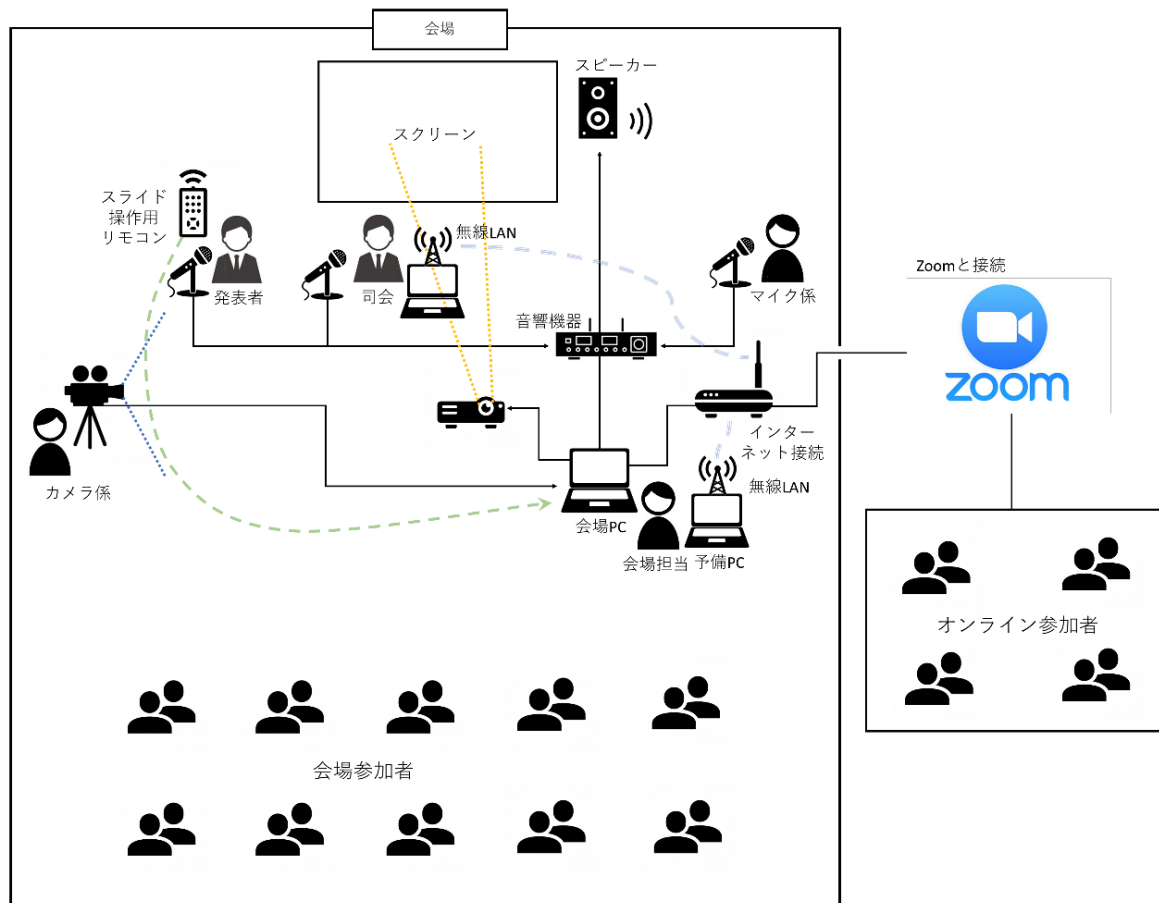 会場
スピーカー
スクリーン
スライド
操作用
リモコン
発表者
司会
無線LAN
マイク係
音響機器
Zoomと接続
zoom
インター
ネット接続
カメラ係
無線LAN
会場PC
会場担当
予備PC
オンライン参加者
会場参加者